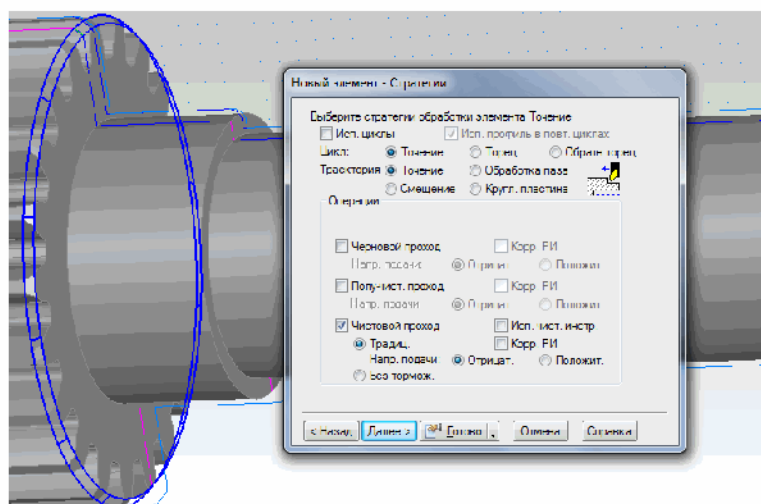 Новый элемент - Стратегии
Выберите стратегии обработки элемента Точение
Исп. циклы Исп. профиль в повт. циклах
Цикл: Точение Торец Обратн. торец
Траектория Точение Обработка паза
Смещение Кругл. пластина
Операции
Черновой проход Корр РИ
Напр. подачи Отрицат. Положит.
Получист. проход Корр РИ
Напр. подачи Отрицат. Положит.
Чистовой проход Исп. чист. инстр
Традиц. Корр РИ
Напр. подачи Отрицат. Положит.
Без тормож.
< Назад Далее > Готово Отмена Справка